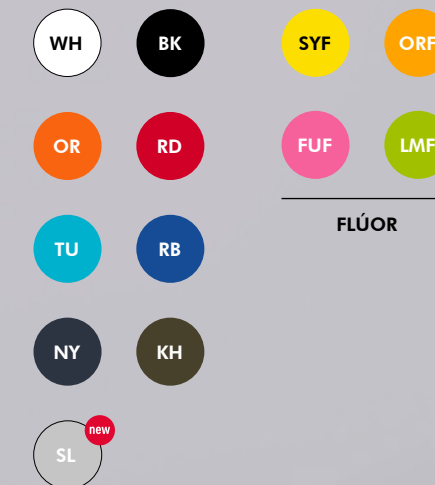 WH BK SYF ORF
OR RD FUF LMF
TU RB FLÚOR
NY KH
new
SL